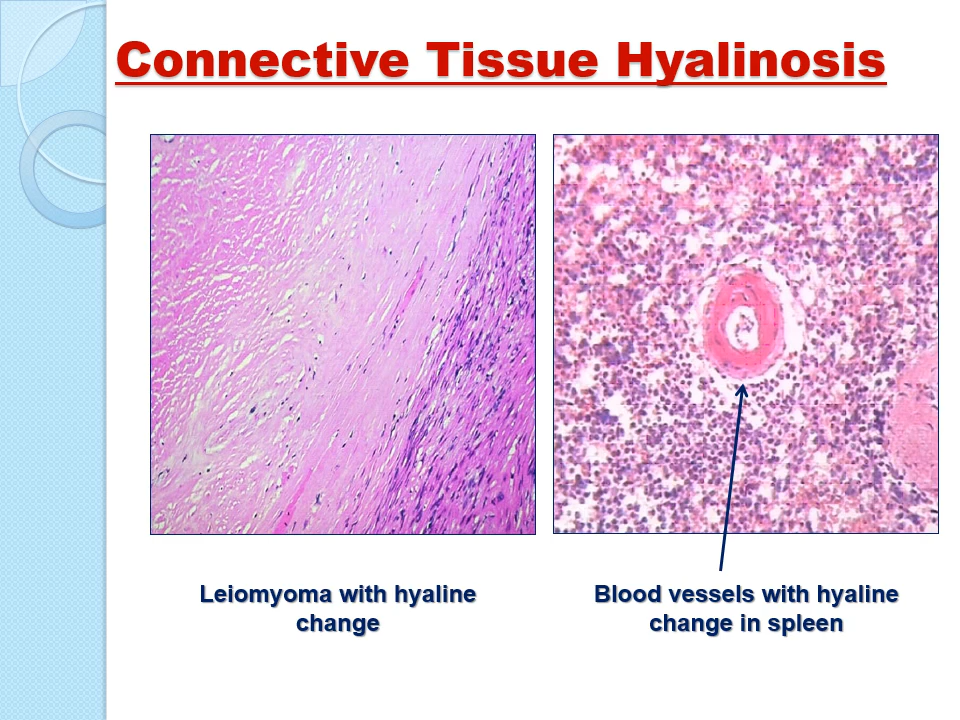 Connective Tissue Hyalinosis
Leiomyoma with hyaline
change
Blood vessels with hyaline
change in spleen